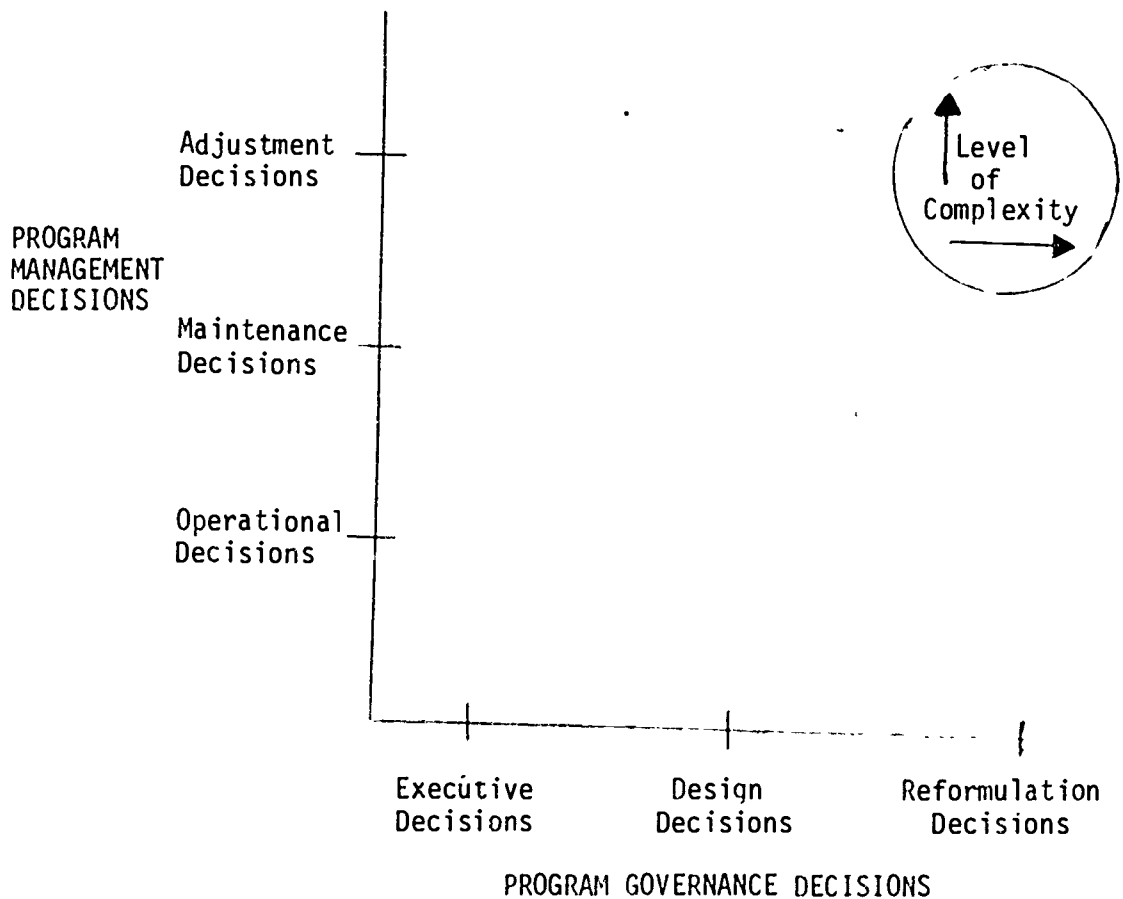 Adjustment
Decisions
Level
of
Complexity
PROGRAM
MANAGEMENT
DECISIONS
Maintenance
Decisions
Operational
Decisions
Executive
Decisions
Design
Decisions
Reformulation
Decisions
PROGRAM GOVERNANCE DECISIONS